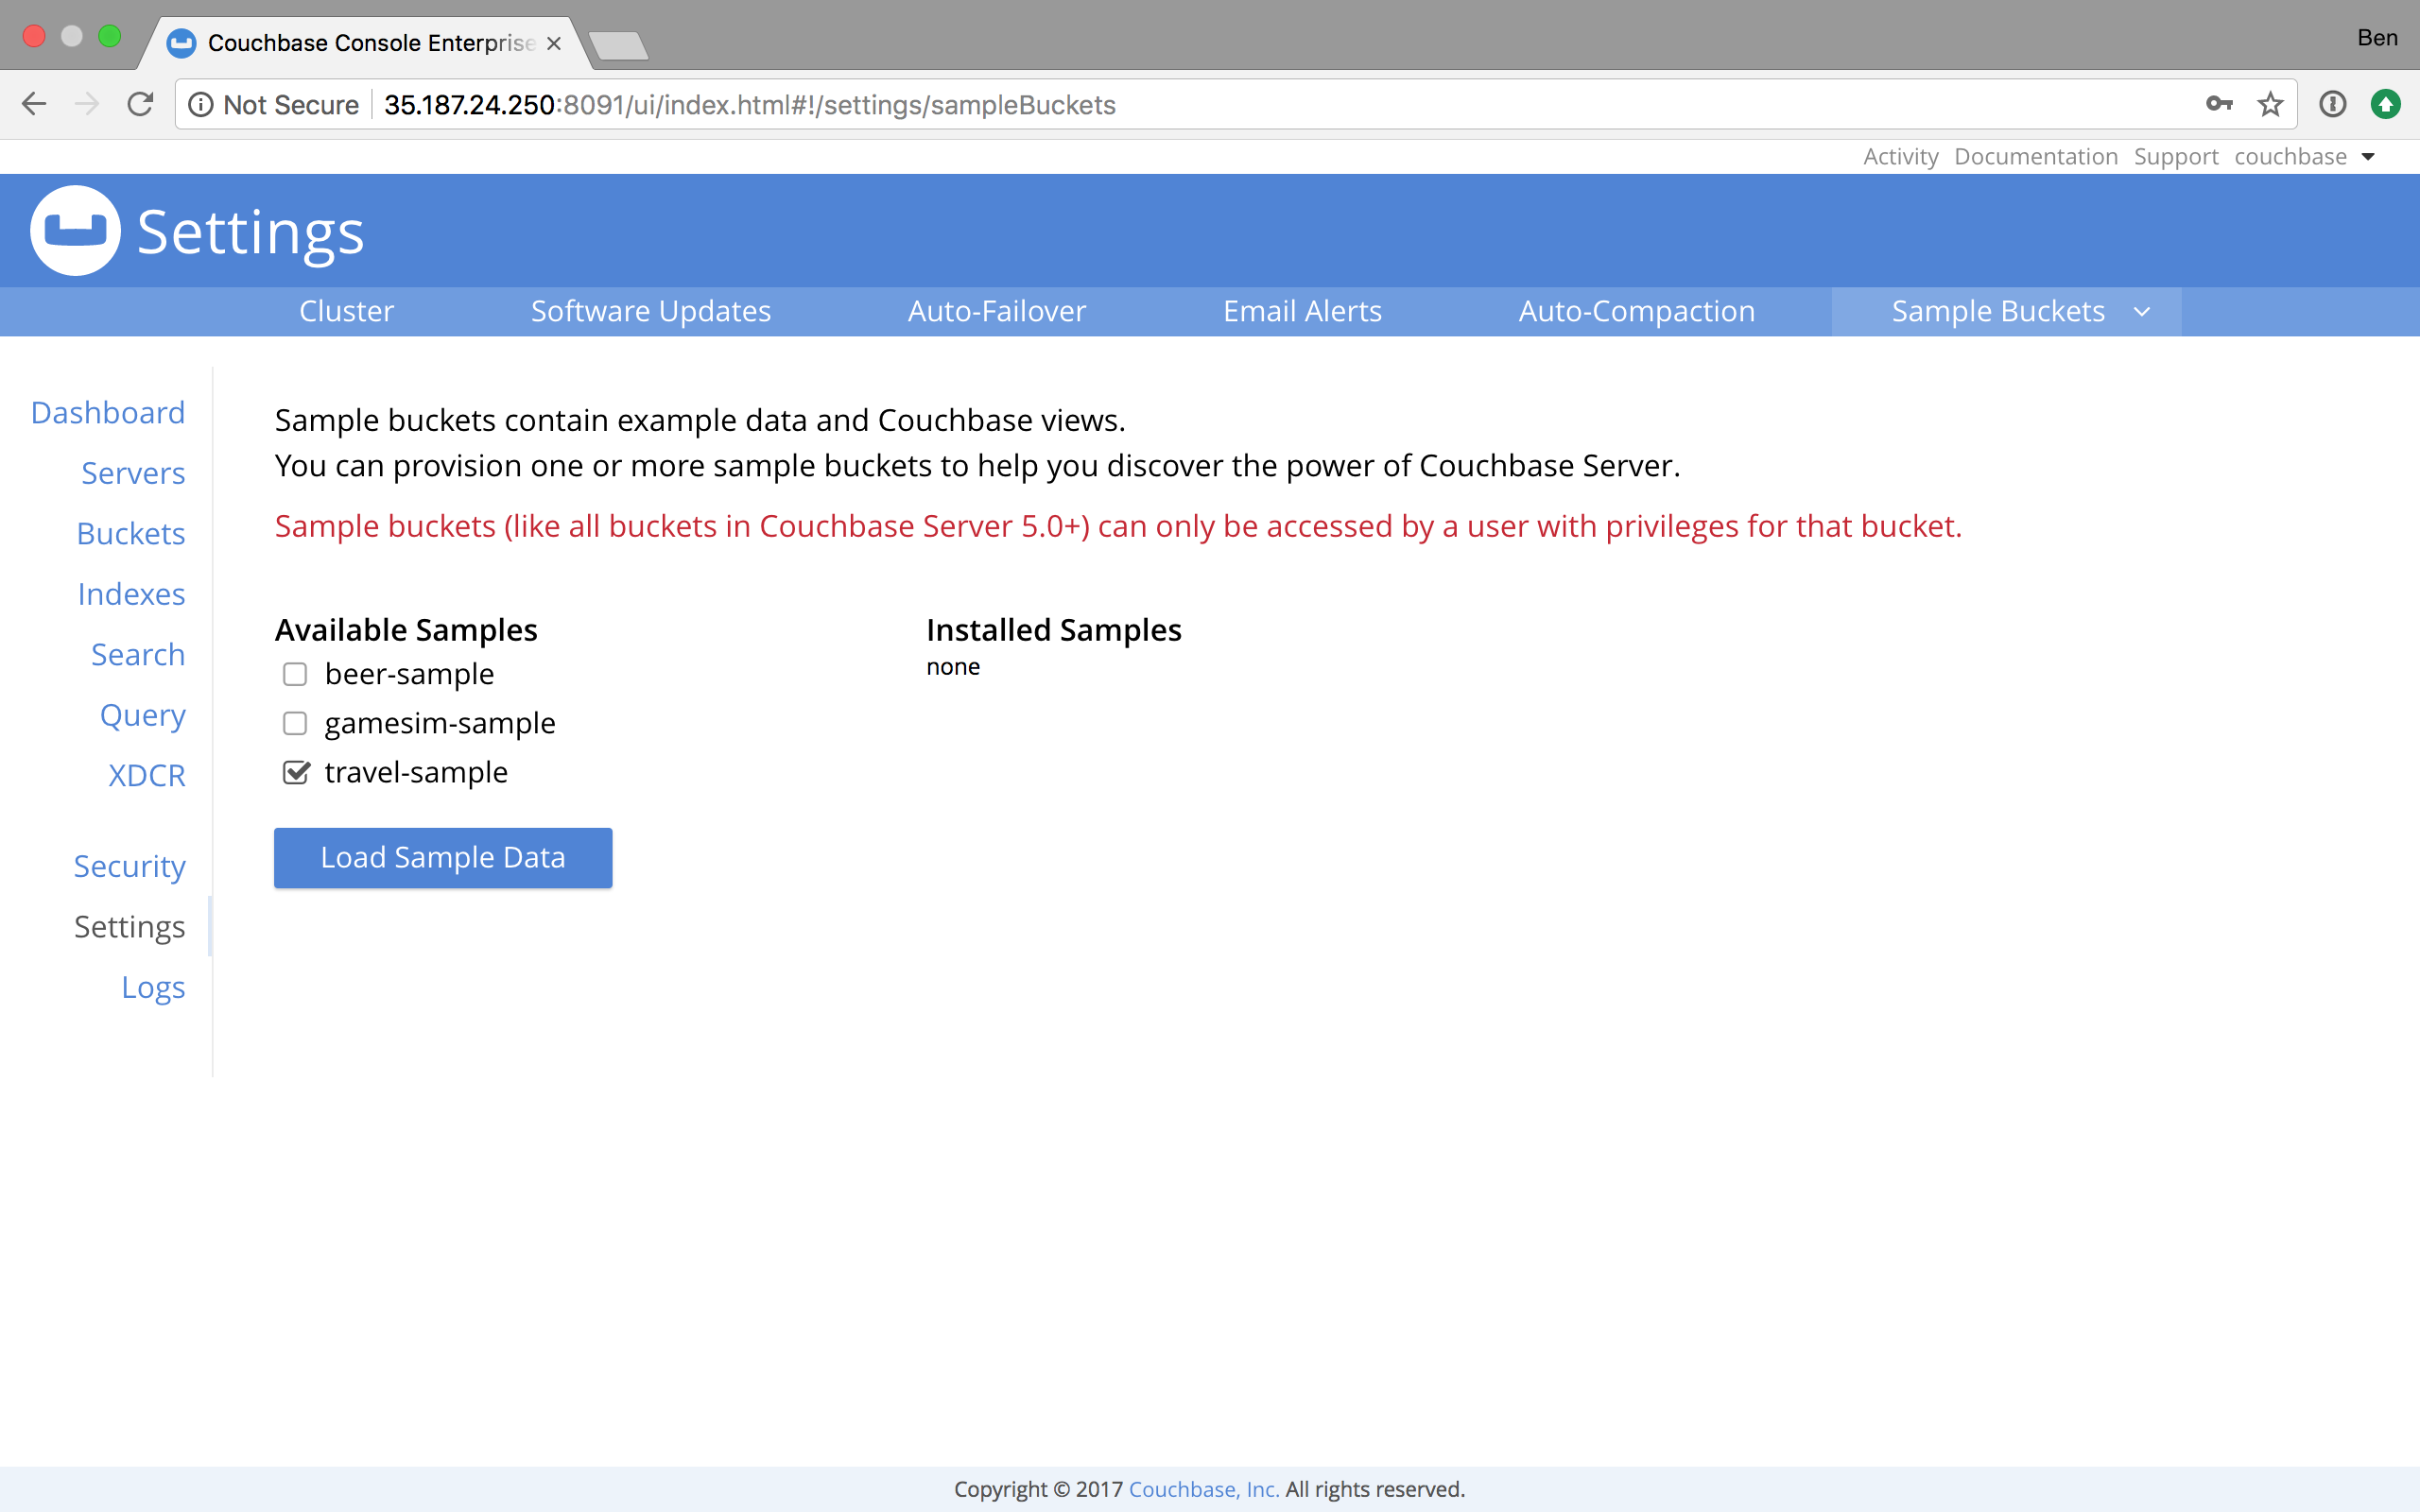 Couchbase Console Enterprise
Ben
Not Secure 35.187.24.250:8091/ui/index.html#!/settings/sampleBuckets
Activity Documentation Support couchbase
Settings
Cluster Software Updates Auto-Failover Email Alerts Auto-Compaction Sample Buckets
Dashboard
Servers
Buckets
Indexes
Search
Query
XDCR
Security
Settings
Logs
Sample buckets contain example data and Couchbase views.
You can provision one or more sample buckets to help you discover the power of Couchbase Server.
Sample buckets (like all buckets in Couchbase Server 5.0+) can only be accessed by a user with privileges for that bucket.
Available Samples
beer-sample
gamesim-sample
travel-sample
Load Sample Data
Installed Samples
none
Copyright © 2017 Couchbase, Inc. All rights reserved.